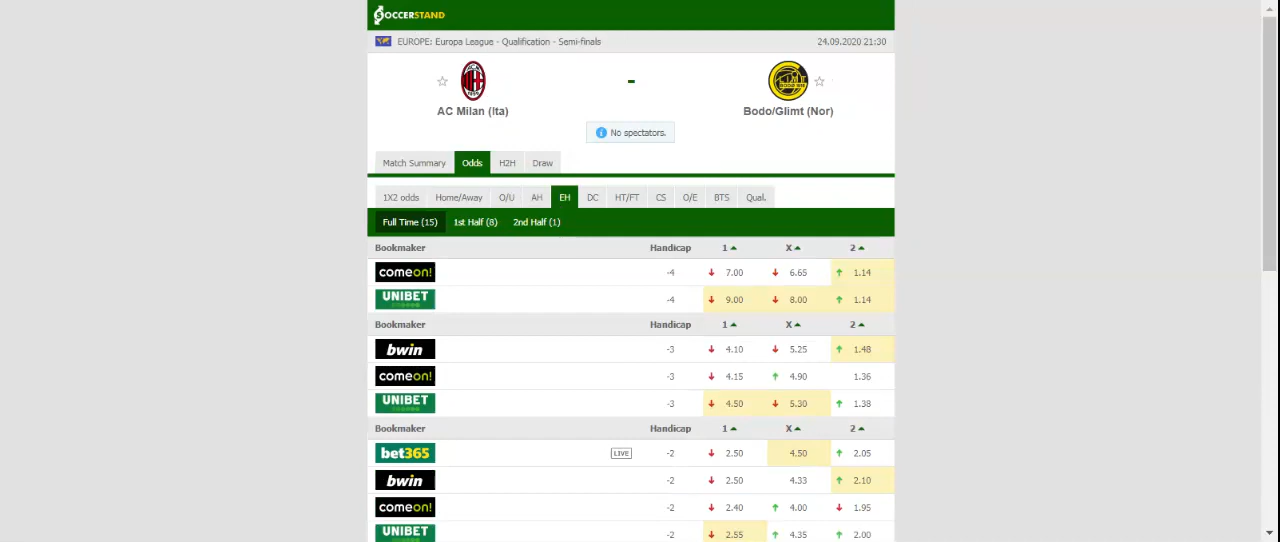 SOCCERSTAND
EUROPE: Europa League - Qualification - Semi-finals 24.09.2020 21:30
-
AC Milan (Ita) Bodo/Glimt (Nor)
No spectators.
Match Summary Odds H2H Draw
1X2 odds Home/Away O/U AH EH DC HT/FT CS O/E BTS Qual.
Full Time (15) 1st Half (8) 2nd Half (1)
Bookmaker Handicap 1 X 2
comeon! -4 7.00 6.65 1.14
UNIBET -4 9.00 8.00 1.14
Bookmaker Handicap 1 X 2
bwin -3 4.10 5.25 1.48
comeon! -3 4.15 4.90 1.36
UNIBET -3 4.50 5.30 1.38
Bookmaker Handicap 1 X 2
bet365 LIVE -2 2.50 4.50 2.05
bwin -2 2.50 4.33 2.10
comeon! -2 2.40 4.00 1.95
UNIBET -2 2.55 4.35 2.00